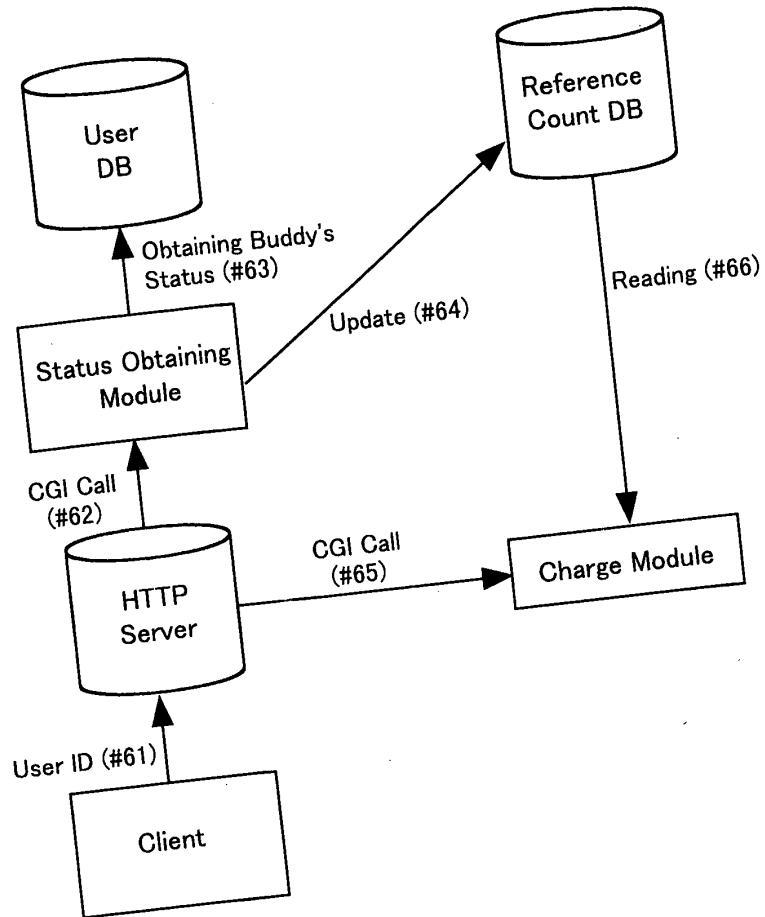 User
DB
Reference
Count DB
Obtaining Buddy's
Status (#63)
Update (#64)
Reading (#66)
Status Obtaining
Module
CGI Call
(#62)
CGI Call
(#65)
Charge Module
HTTP
Server
User ID (#61)
Client